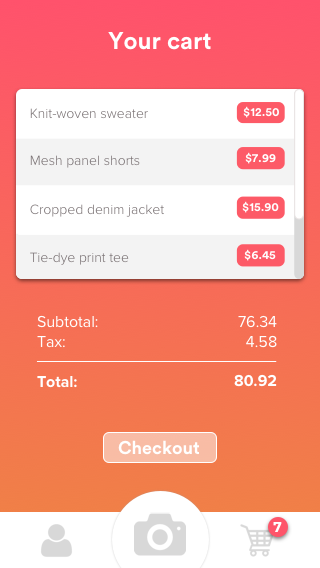 Your cart
Knit-woven sweater $12.50
Mesh panel shorts $7.99
Cropped denim jacket $15.90
Tie-dye print tee $6.45
Subtotal: 76.34
Tax: 4.58
Total: 80.92
Checkout
7